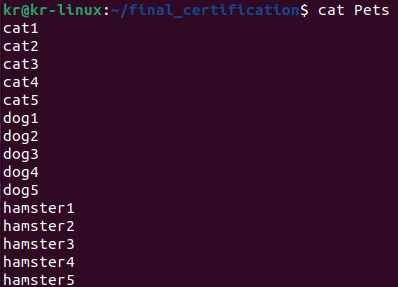 kr@kr-linux:~/final_certification$ cat Pets
cat1
cat2
cat3
cat4
cat5
dog1
dog2
dog3
dog4
dog5
hamster1
hamster2
hamster3
hamster4
hamster5